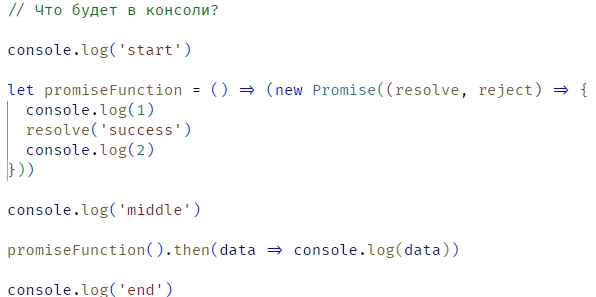 // Что будет в консоли?
console.log('start')
let promiseFunction = () => (new Promise((resolve, reject) => {
console.log(1)
resolve('success')
console.log(2)
}))
console.log('middle')
promiseFunction().then(data => console.log(data))
console.log('end')